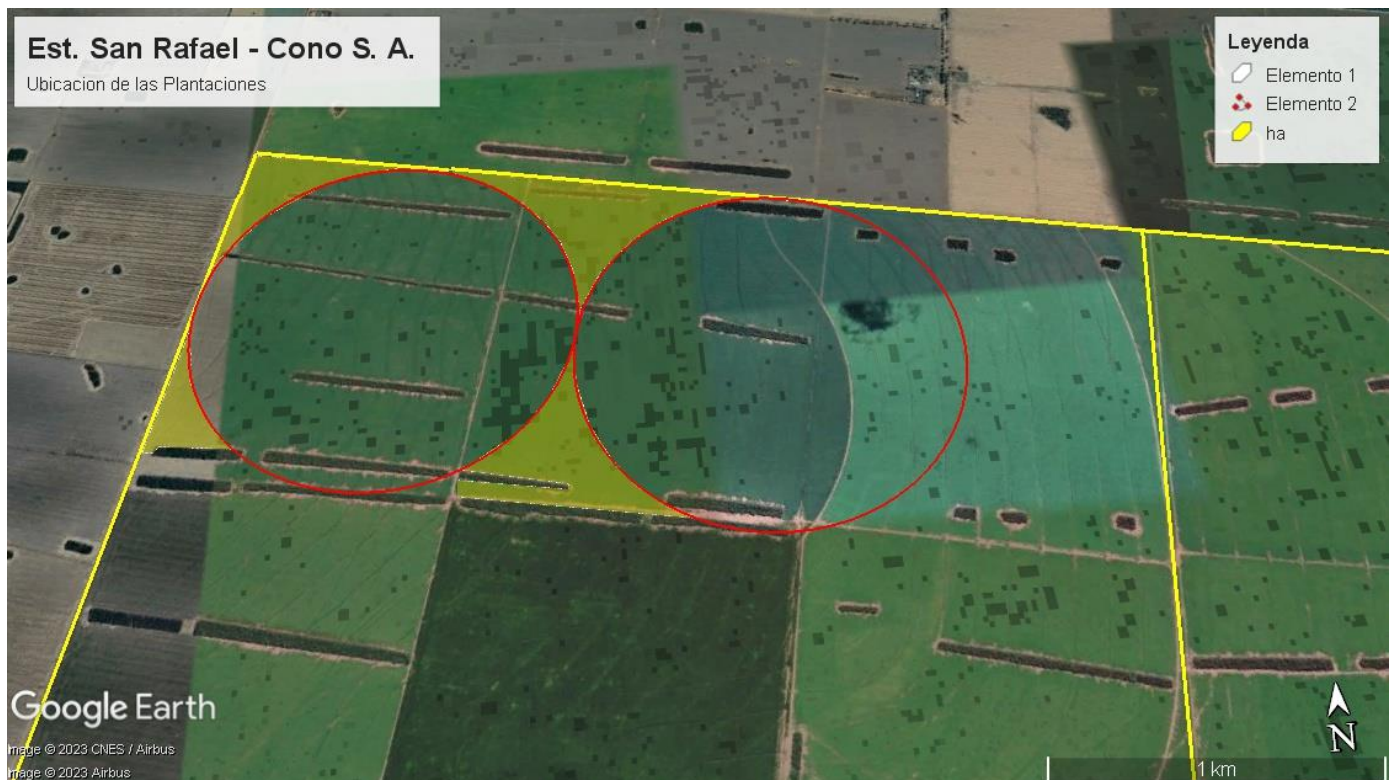 Est. San Rafael - Cono S. A.
Ubicacion de las Plantaciones
Leyenda
Elemento 1
Elemento 2
ha
Google Earth
Image © 2023 CNES / Airbus
Image © 2023 Airbus
N
1 km